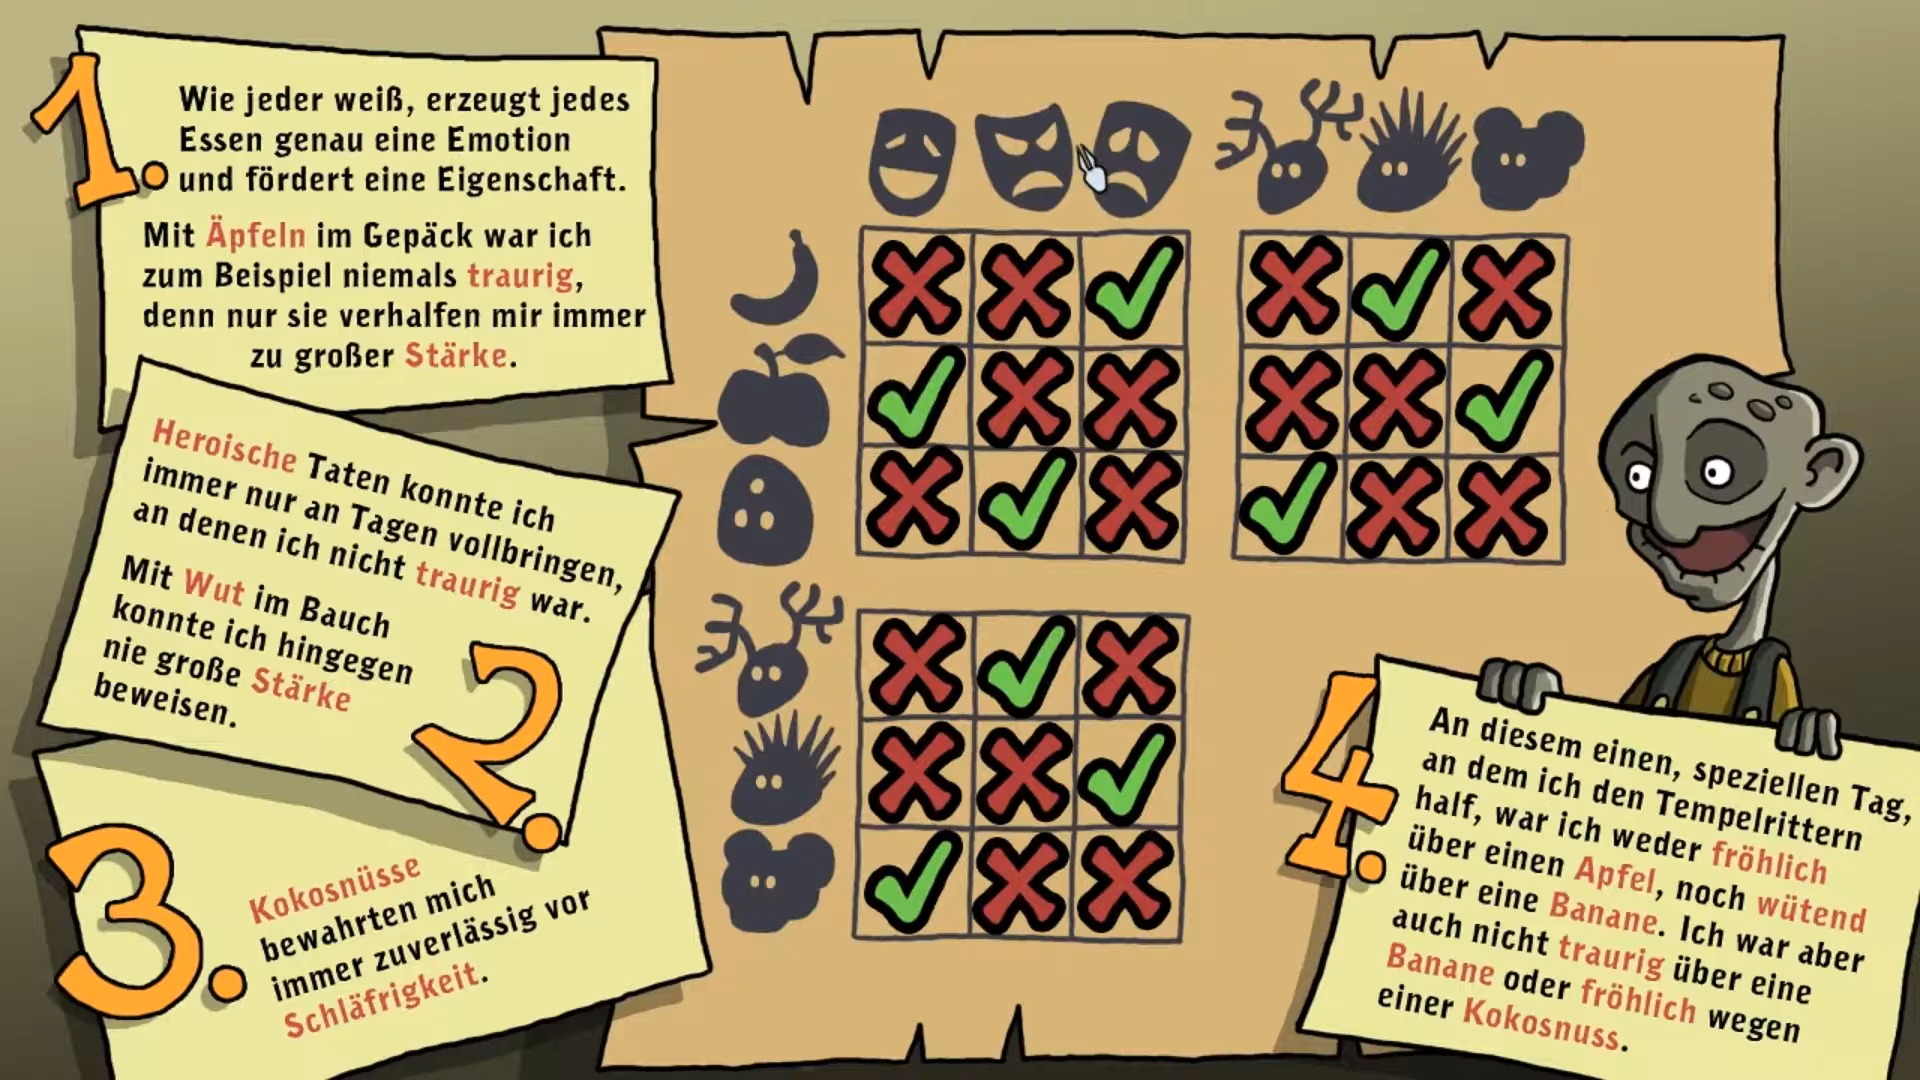 1.
Wie jeder weiß, erzeugt jedes
Essen genau eine Emotion
und fördert eine Eigenschaft.
Mit Äpfeln im Gepäck war ich
zum Beispiel niemals traurig,
denn nur sie verhalfen mir immer
zu großer Stärke.
Heroische Taten konnte ich
immer nur an Tagen vollbringen,
an denen ich nicht traurig war.
Mit Wut im Bauch
konnte ich hingegen
nie große Stärke
beweisen.
2.
3.
Kokosnüsse
bewahrten mich
immer zuverlässig vor
Schläfrigkeit.
4.
An diesem einen, speziellen Tag,
an dem ich den Tempelrittern
half, war ich weder fröhlich
über einen Apfel, noch wütend
über eine Banane. Ich war aber
auch nicht traurig über eine
Banane oder fröhlich wegen
einer Kokosnuss.